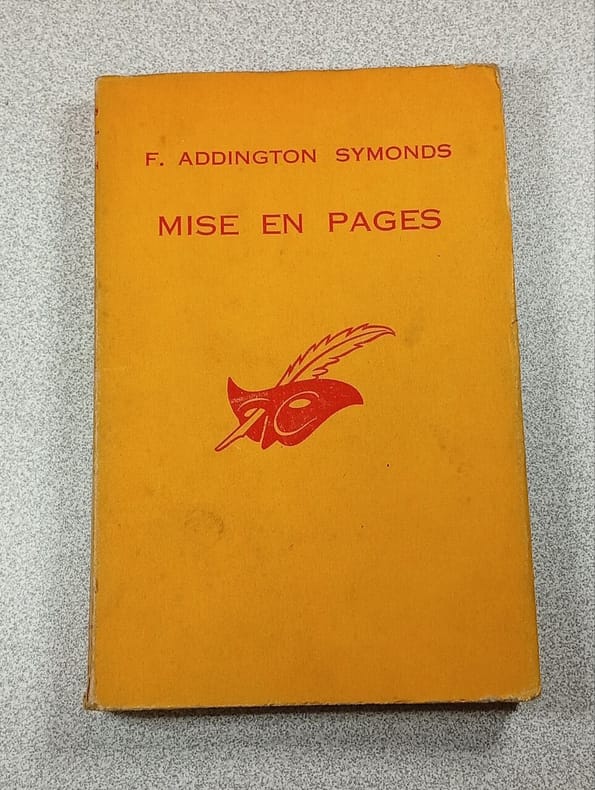 F. ADDINGTON SYMONDS
MISE EN PAGES